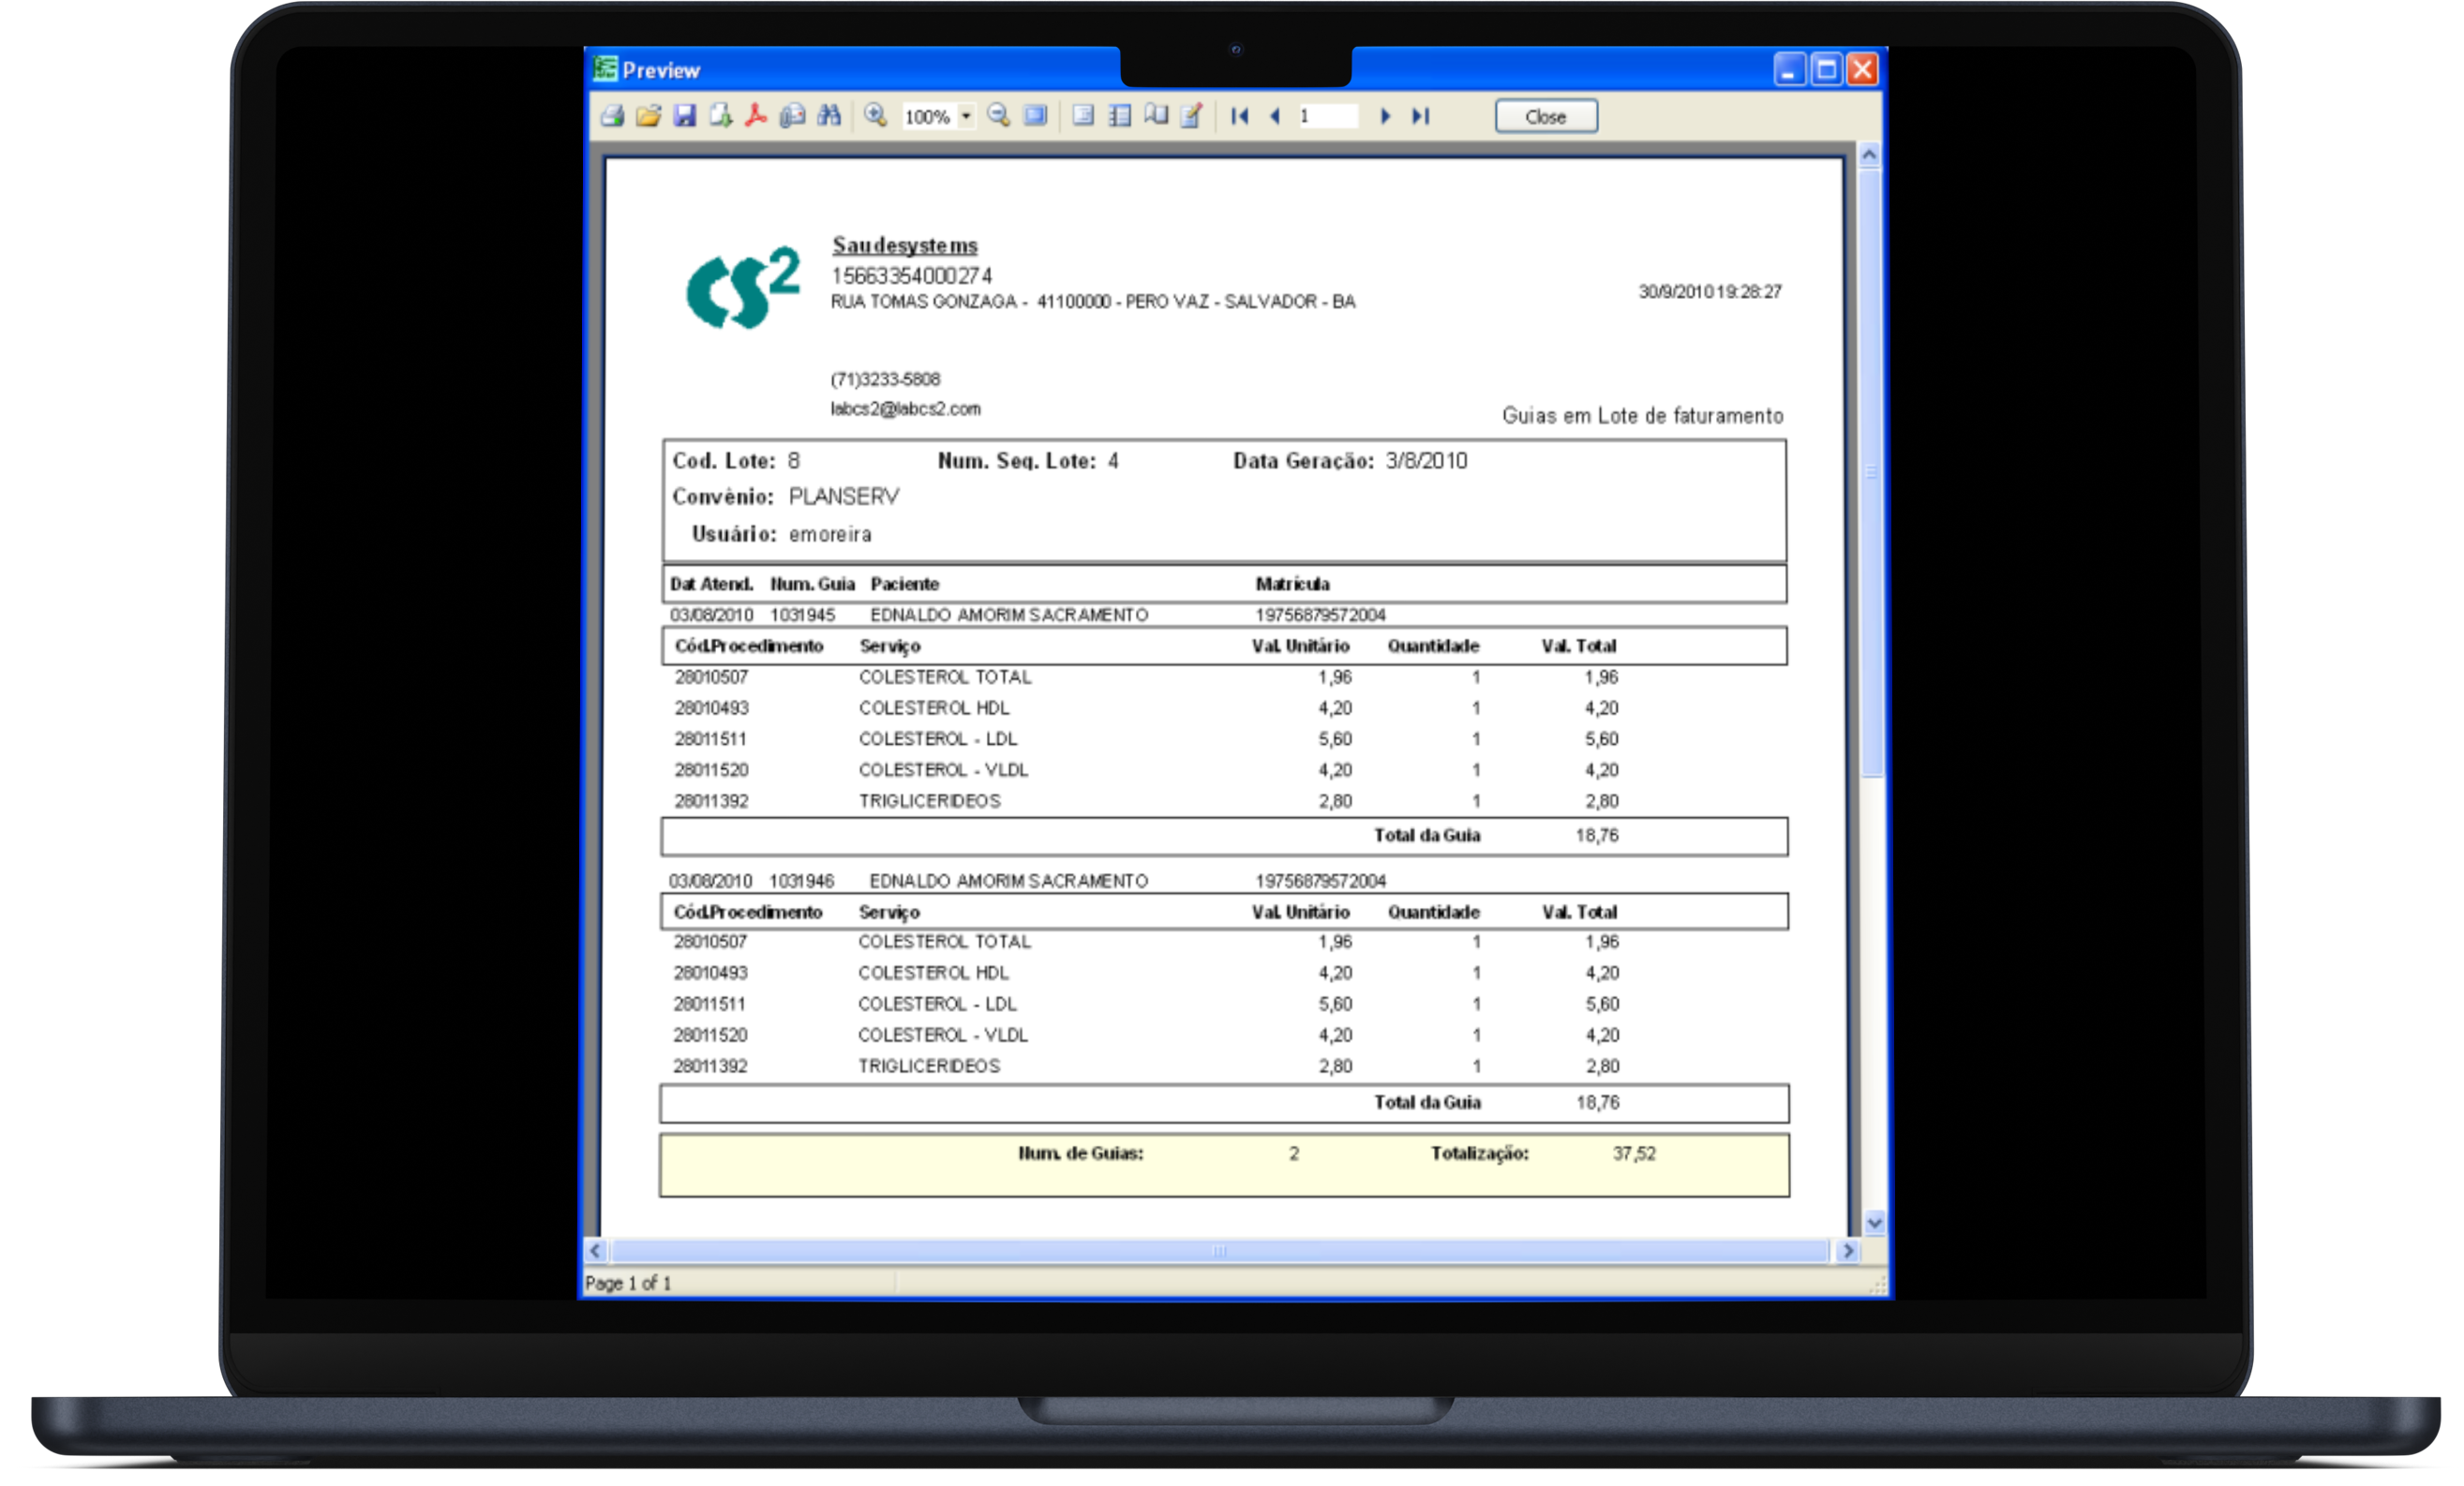 Preview
100%
1
Close
CS2
Saudesystems
15663354000274
RUA TOMAS GONZAGA - 41100000 - PERO VAZ - SALVADOR - BA
30/9/2010 19:28:27
(71)3233-5808
labcs2@labcs2.com
Guias em Lote de faturamento
Cod. Lote: 8 Num. Seq. Lote: 4 Data Geração: 3/8/2010
Convênio: PLANSERV
Usuário: emoreira
Dat Atend. Num. Guia Paciente Matrícula
03/08/2010 1031945 EDNALDO AMORIM SACRAMENTO 19756879572004
Cód.Procedimento Serviço Val. Unitário Quantidade Val. Total
28010507 COLESTEROL TOTAL 1,96 1 1,96
28010493 COLESTEROL HDL 4,20 1 4,20
28011511 COLESTEROL - LDL 5,60 1 5,60
28011520 COLESTEROL - VLDL 4,20 1 4,20
28011392 TRIGLICERIDEOS 2,80 1 2,80
Total da Guia 18,76
03/08/2010 1031946 EDNALDO AMORIM SACRAMENTO 19756879572004
Cód.Procedimento Serviço Val. Unitário Quantidade Val. Total
28010507 COLESTEROL TOTAL 1,96 1 1,96
28010493 COLESTEROL HDL 4,20 1 4,20
28011511 COLESTEROL - LDL 5,60 1 5,60
28011520 COLESTEROL - VLDL 4,20 1 4,20
28011392 TRIGLICERIDEOS 2,80 1 2,80
Total da Guia 18,76
Num. de Guias: 2 Totalização: 37,52
Page 1 of 1